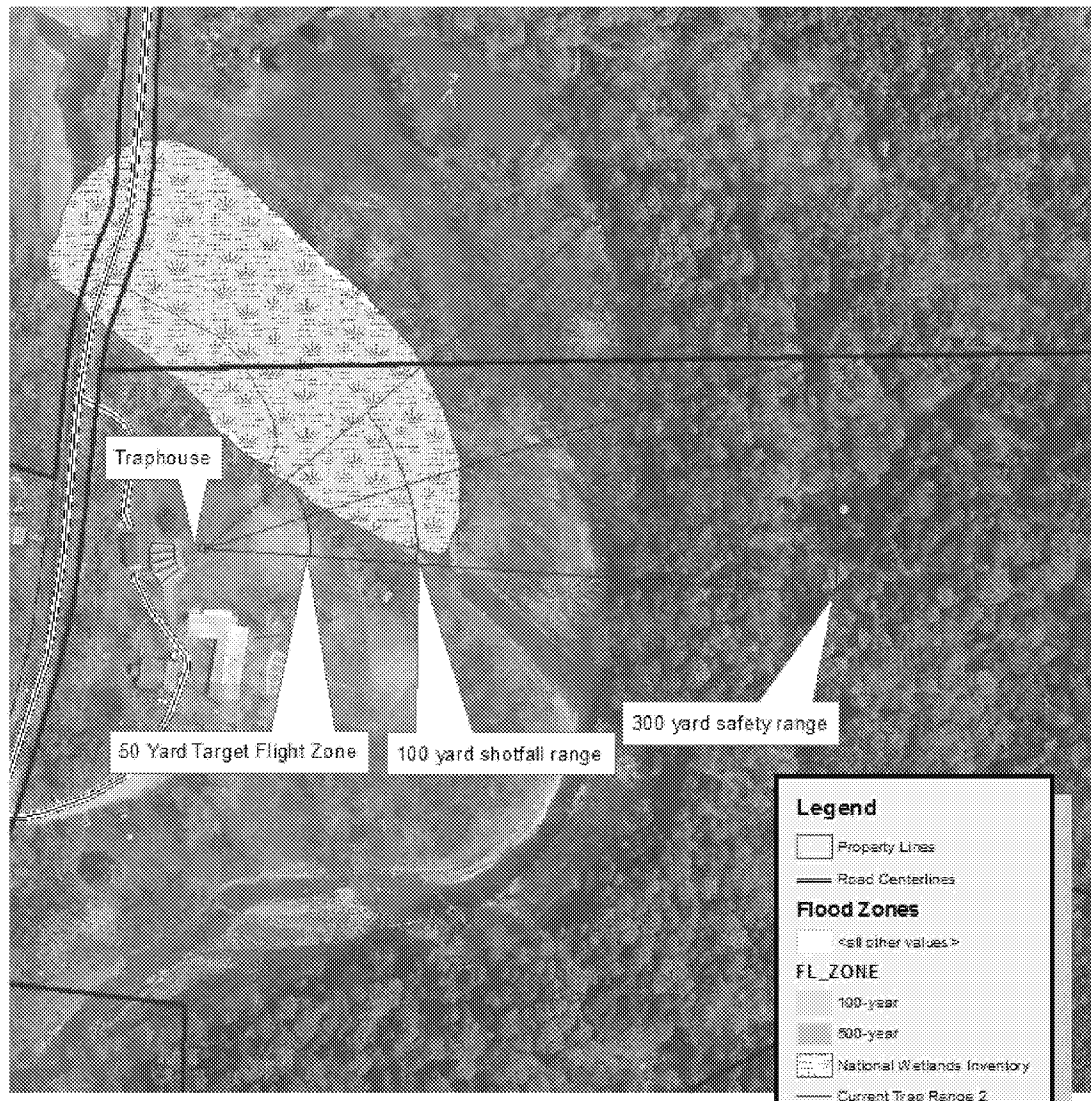 Traphouse
50 Yard Target Flight Zone
100 yard shotfall range
300 yard safety range
Legend
Property Lines
Road Centerlines
Flood Zones
<all other values>
FL_ZONE
100-year
500-year
National Wetlands Inventory
Current Trap Range 2